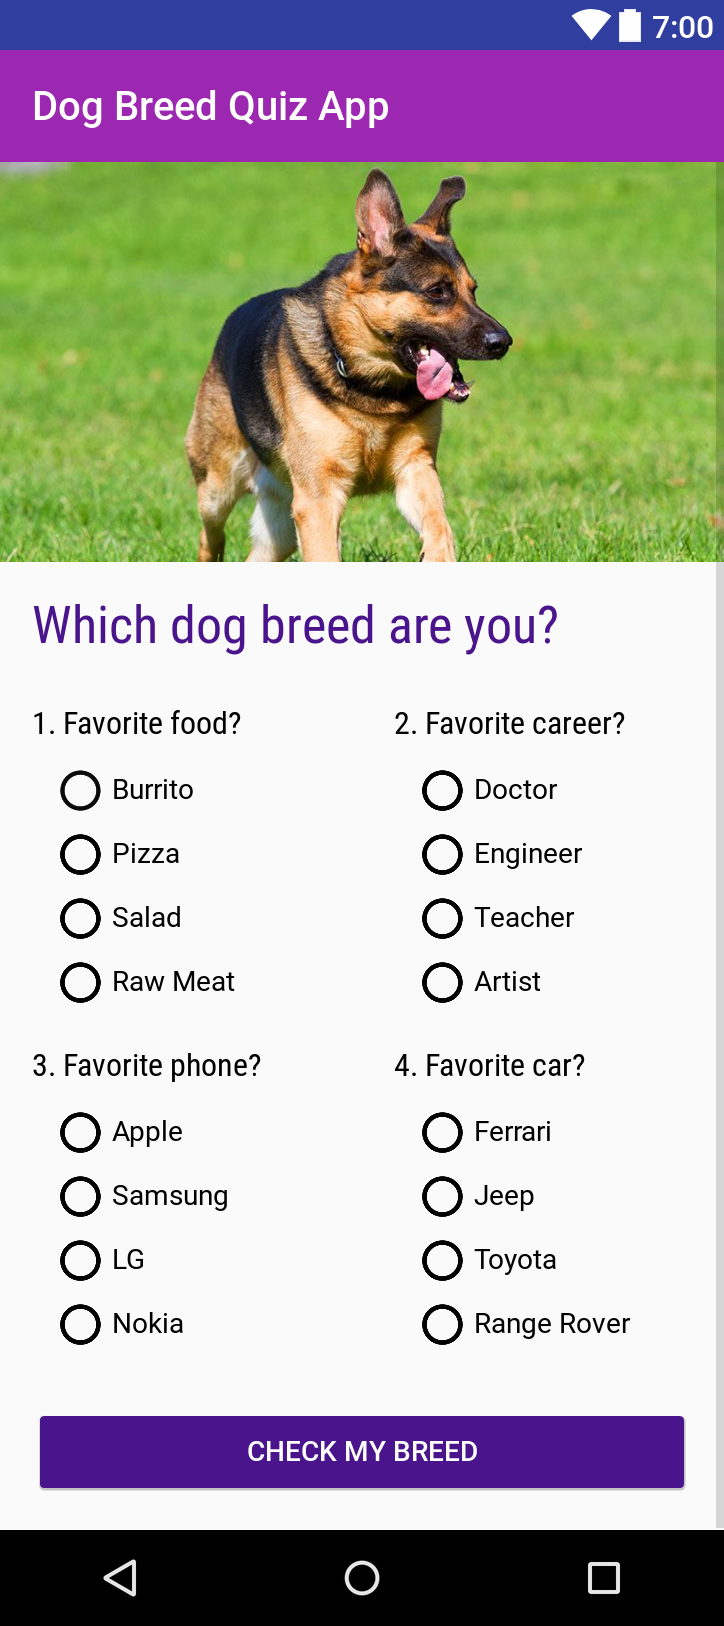 7:00
Dog Breed Quiz App
Which dog breed are you?
1. Favorite food?
Burrito
Pizza
Salad
Raw Meat
2. Favorite career?
Doctor
Engineer
Teacher
Artist
3. Favorite phone?
Apple
Samsung
LG
Nokia
4. Favorite car?
Ferrari
Jeep
Toyota
Range Rover
CHECK MY BREED